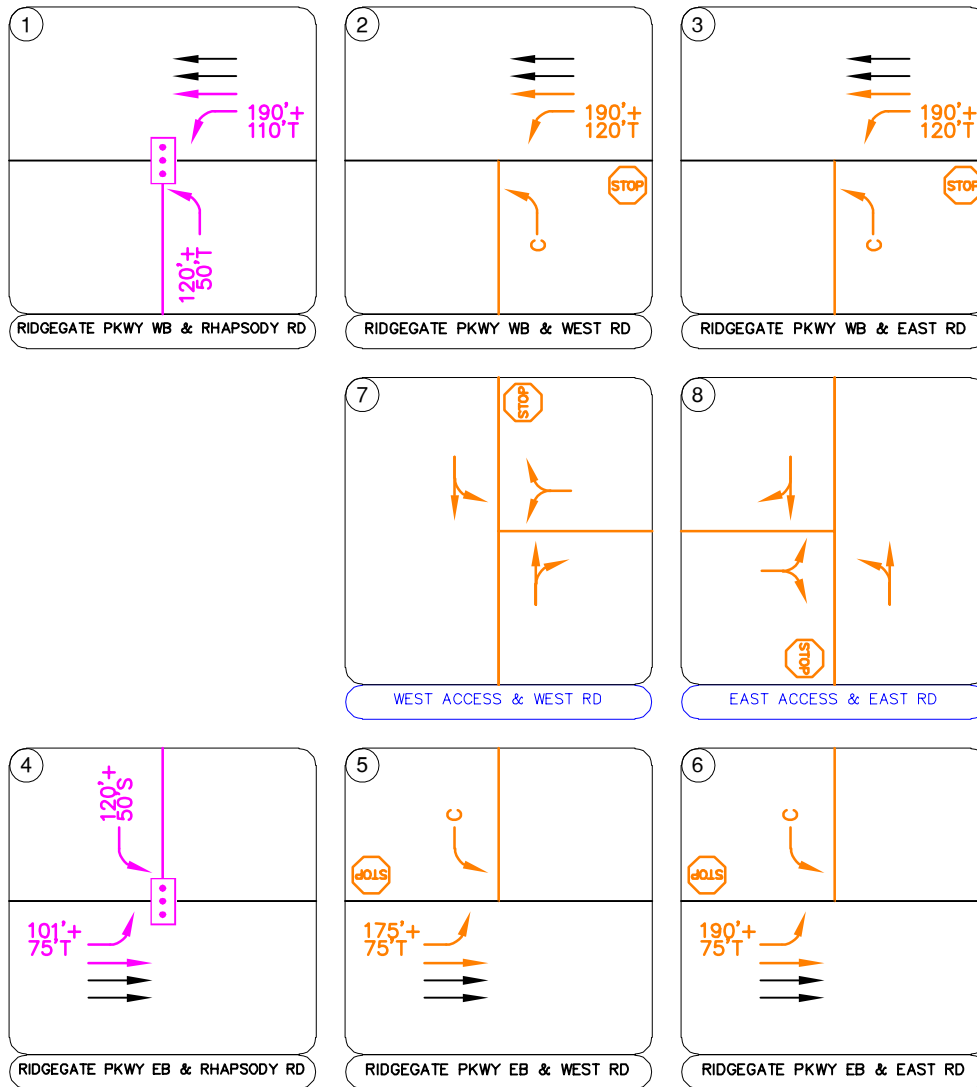 1
190'+
110'T
120'+
50'T
RIDGEGATE PKWY WB & RHAPSODY RD
2
190'+
120'T
STOP
C
RIDGEGATE PKWY WB & WEST RD
3
190'+
120'T
STOP
C
RIDGEGATE PKWY WB & EAST RD
7
STOP
WEST ACCESS & WEST RD
8
STOP
EAST ACCESS & EAST RD
4
120'+
50'S
101'+
75'T
RIDGEGATE PKWY EB & RHAPSODY RD
5
C
STOP
175'+
75'T
RIDGEGATE PKWY EB & WEST RD
6
C
STOP
190'+
75'T
RIDGEGATE PKWY EB & EAST RD